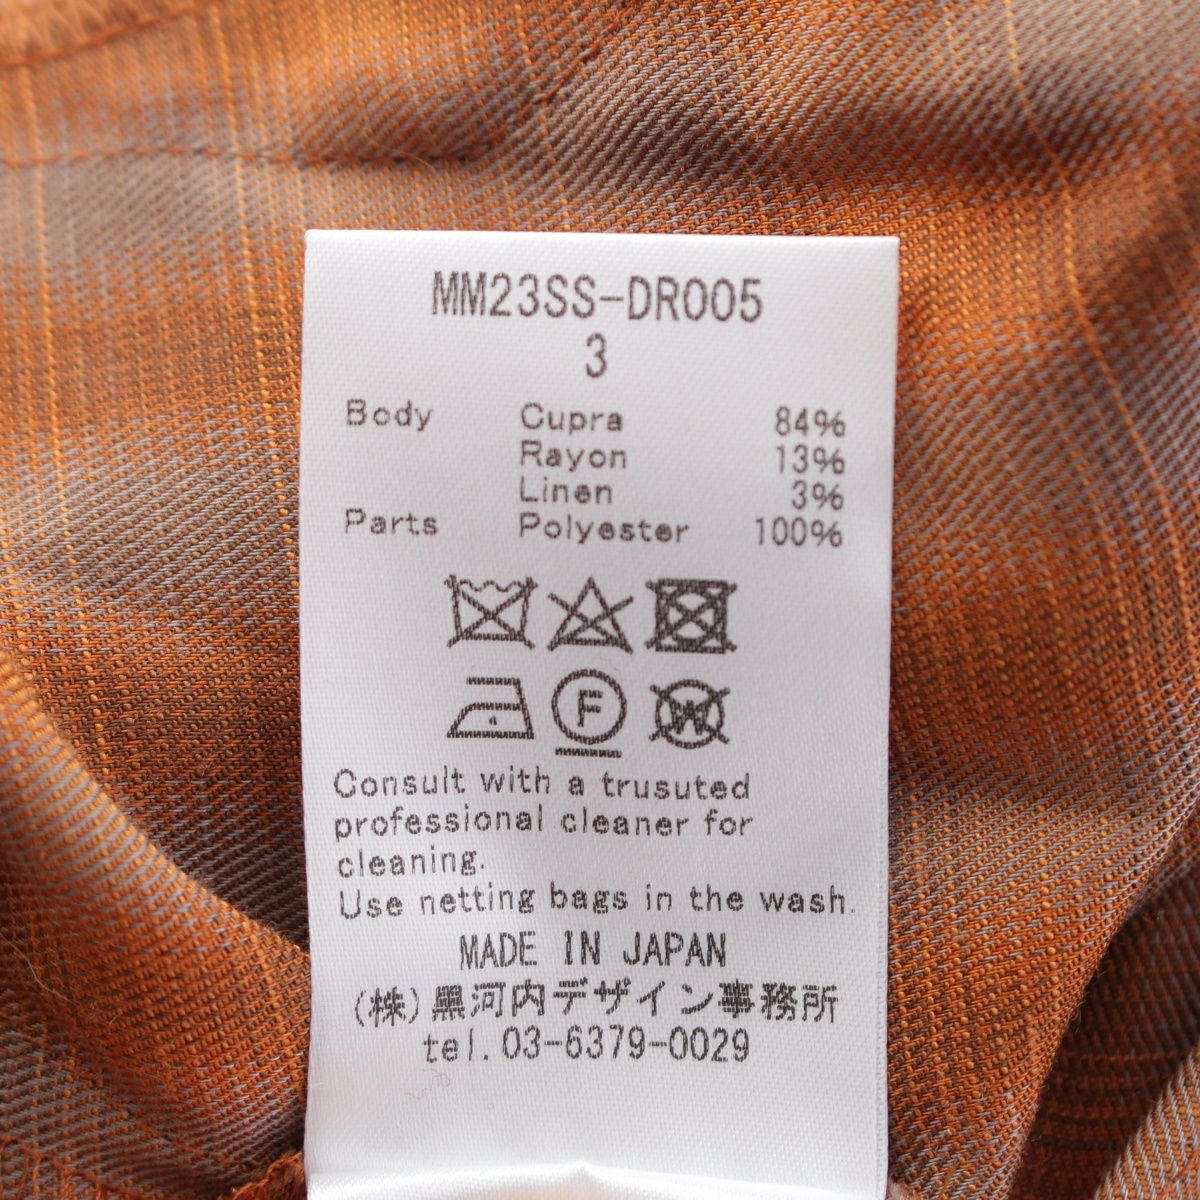 MM23SS-DR005
3
Body Cupra 84%
Rayon 13%
Linen 3%
Parts Polyester 100%
F W
Consult with a trusuted
professional cleaner for
cleaning.
Use netting bags in the wash.
MADE IN JAPAN
(株)黒河内デザイン事務所
tel.03-6379-0029